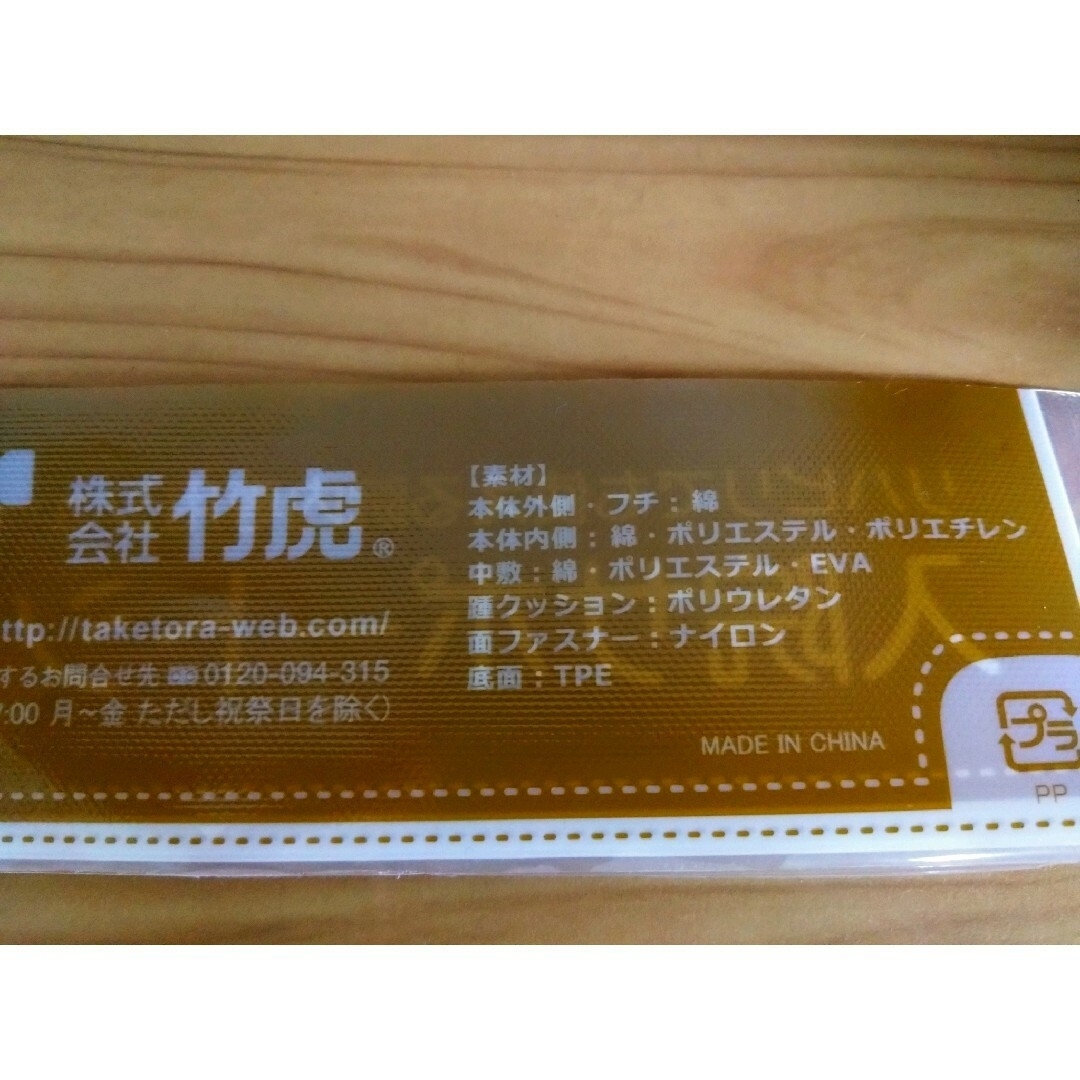 株式
会社 竹虎®
ttp://taketora-web.com/
するお問合せ先 0120-094-315
:00 月~金 ただし祝祭日を除く)
【素材】
本体外側・フチ:綿
本体内側:綿・ポリエステル・ポリエチレン
中敷:綿・ポリエステル・EVA
踵クッション:ポリウレタン
面ファスナー:ナイロン
底面:TPE
MADE IN CHINA
プラ
PP